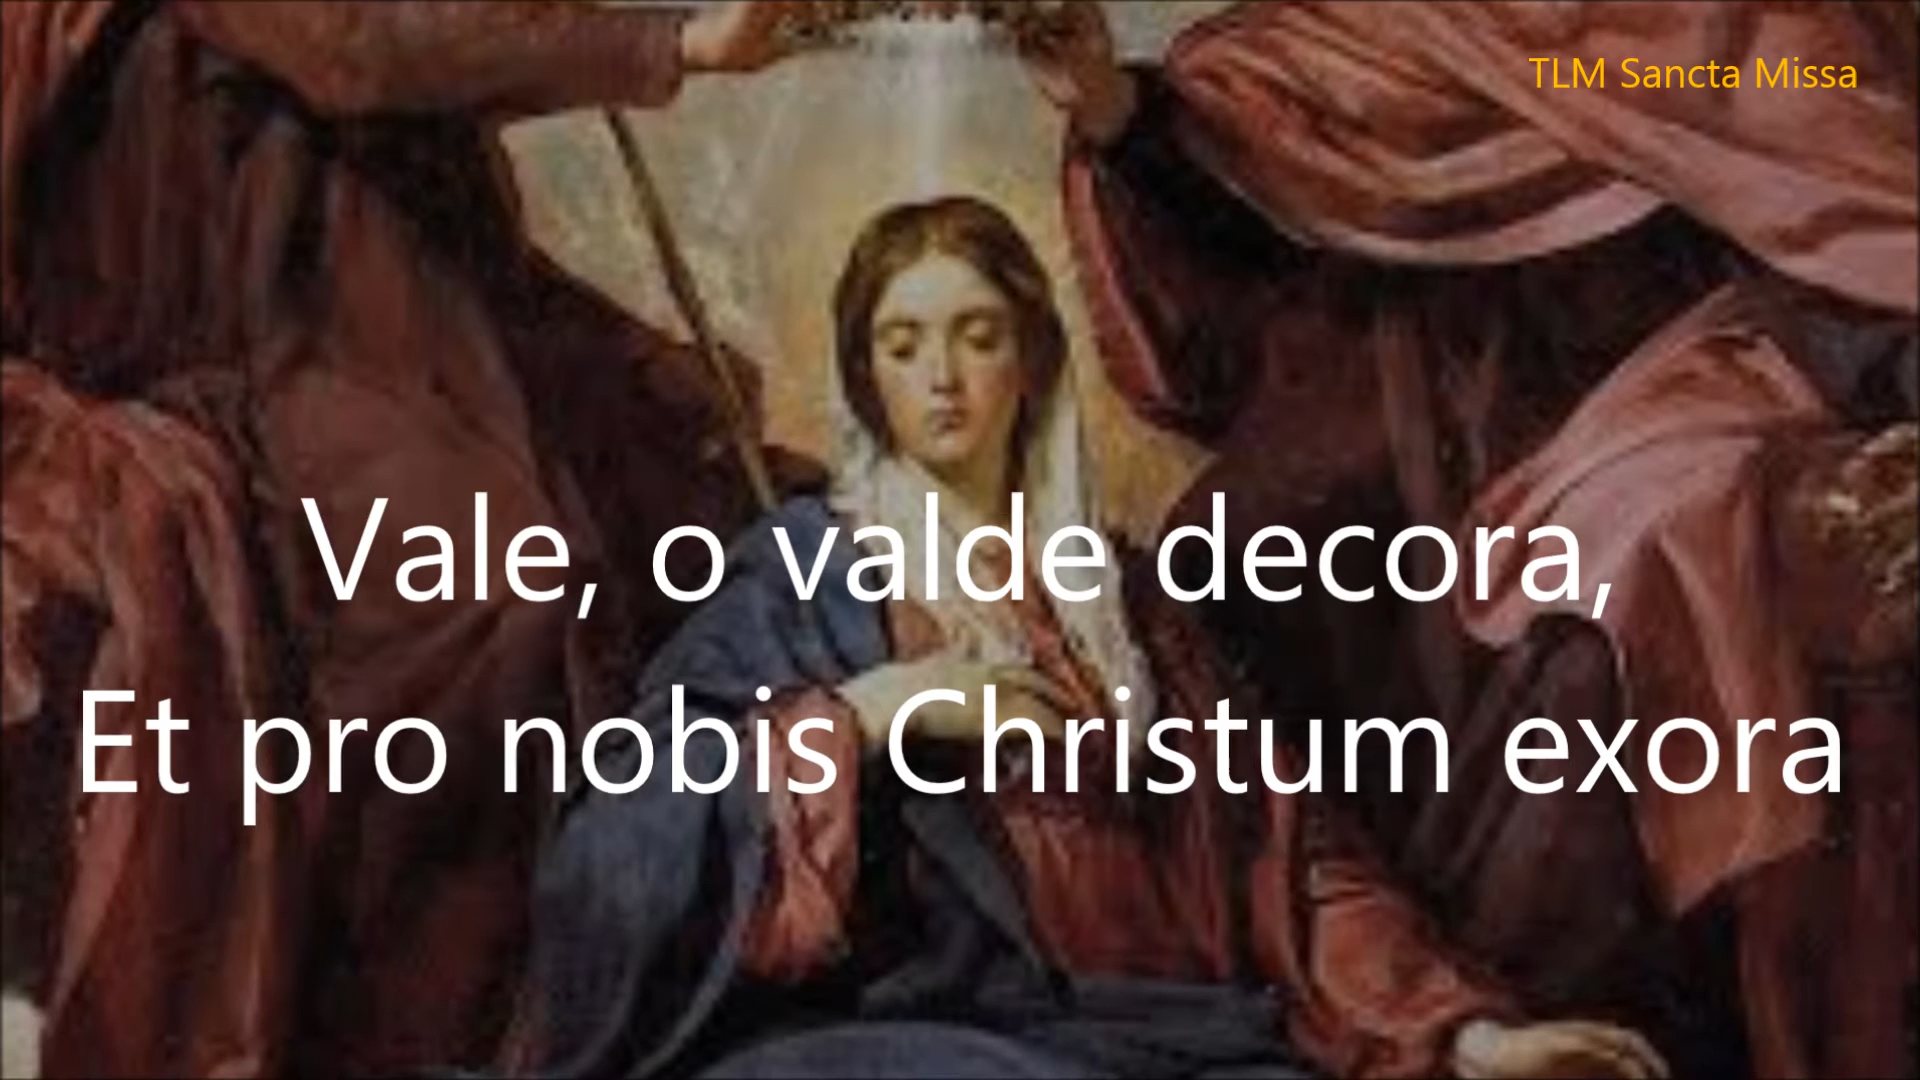 TLM Sancta Missa
Vale, o valde decora,
Et pro nobis Christum exora